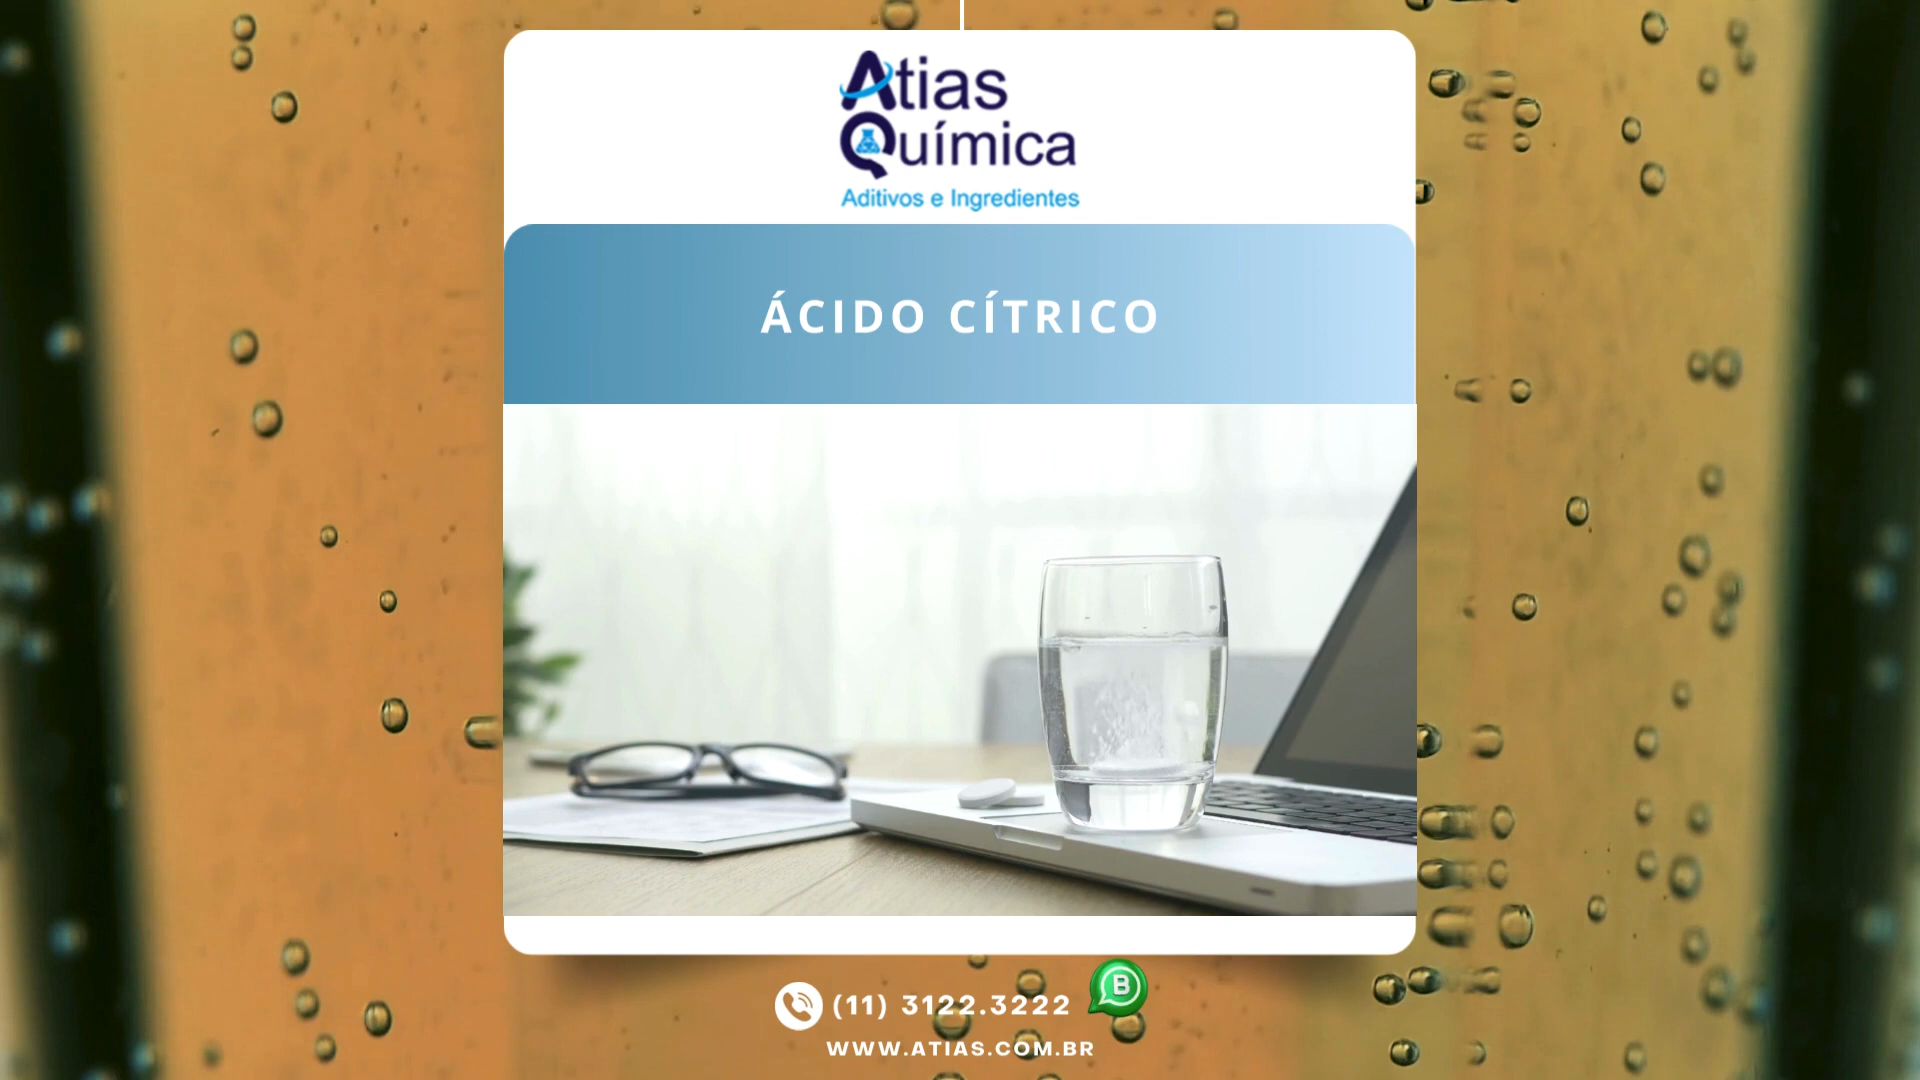 Atias
Química
Aditivos e Ingredientes
ÁCIDO CÍTRICO
(11) 3122.3222
B
WWW.ATIAS.COM.BR